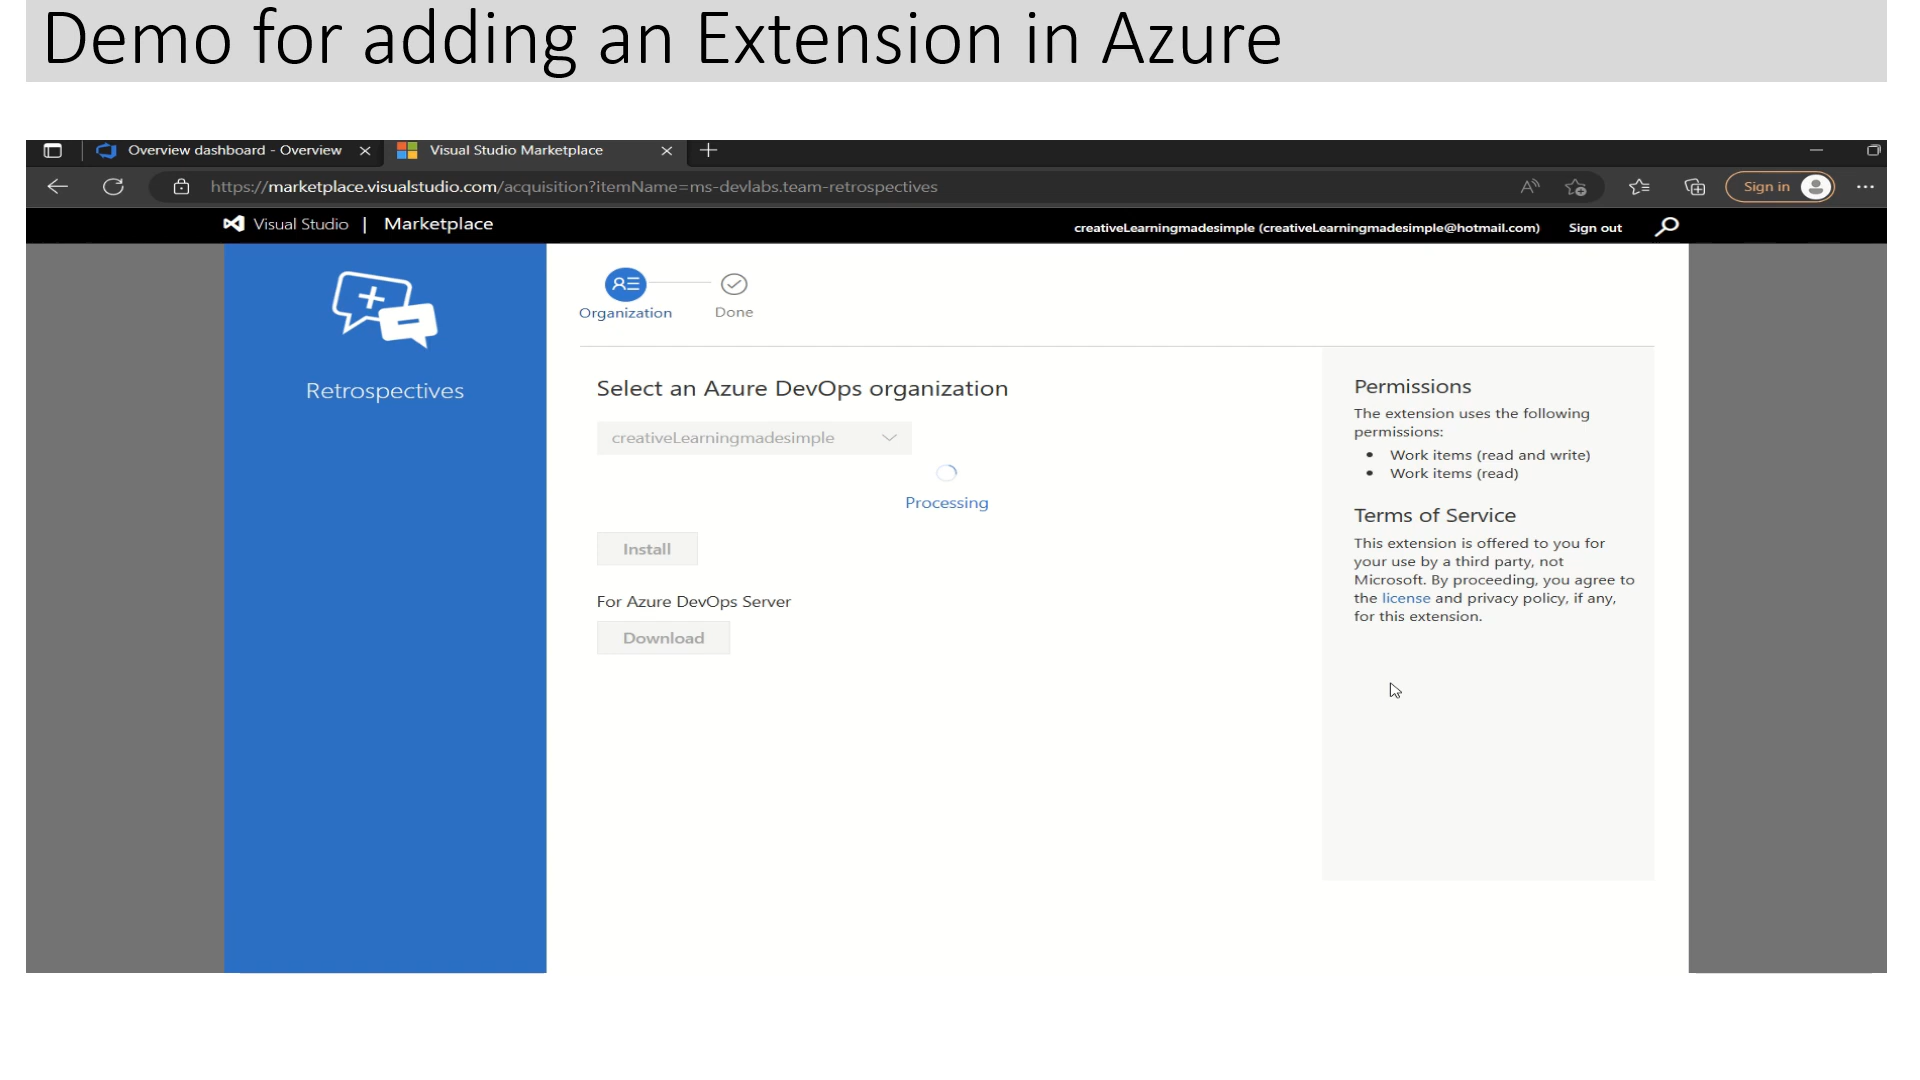 Demo for adding an Extension in Azure
Overview dashboard - Overview
Visual Studio Marketplace
https://marketplace.visualstudio.com/acquisition?itemName=ms-devlabs.team-retrospectives
Sign in
Visual Studio | Marketplace
creativeLearningmadesimple (creativeLearningmadesimple@hotmail.com)
Sign out
Retrospectives
Organization
Done
Select an Azure DevOps organization
creativeLearningmadesimple
Processing
Install
For Azure DevOps Server
Download
Permissions
The extension uses the following
permissions:
• Work items (read and write)
• Work items (read)
Terms of Service
This extension is offered to you for
your use by a third party, not
Microsoft. By proceeding, you agree to
the license and privacy policy, if any,
for this extension.